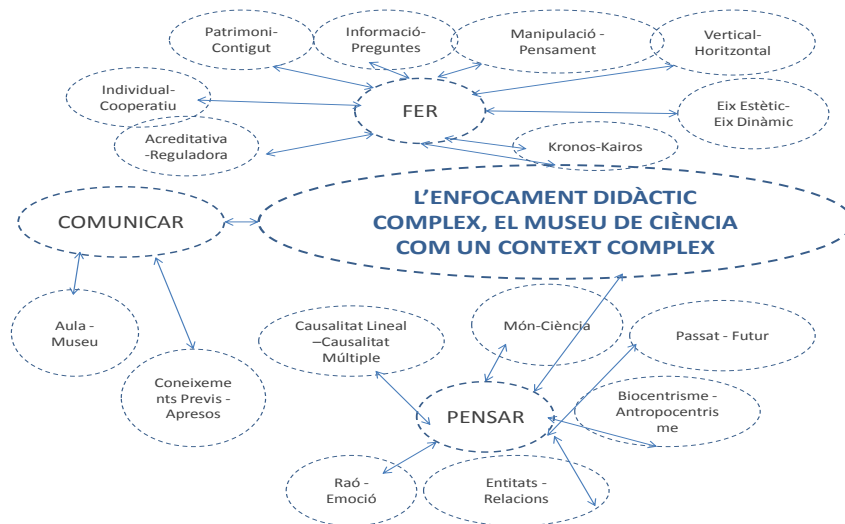 Patrimoni-
Contigut
Informació-
Preguntes
Manipulació -
Pensament
Vertical-
Horitzontal
Individual-
Cooperatiu
FER
Eix Estètic-
Eix Dinàmic
Acreditativa
-Reguladora
Kronos-Kairos
COMUNICAR
L’ENFOCAMENT DIDÀCTIC
COMPLEX, EL MUSEU DE CIÈNCIA
COM UN CONTEXT COMPLEX
Aula -
Museu
Causalitat Lineal
–Causalitat
Múltiple
Món-Ciència
Passat - Futur
Coneixeme
nts Previs -
Apresos
Biocentrisme -
Antropocentris
me
PENSAR
Raó -
Emoció
Entitats -
Relacions